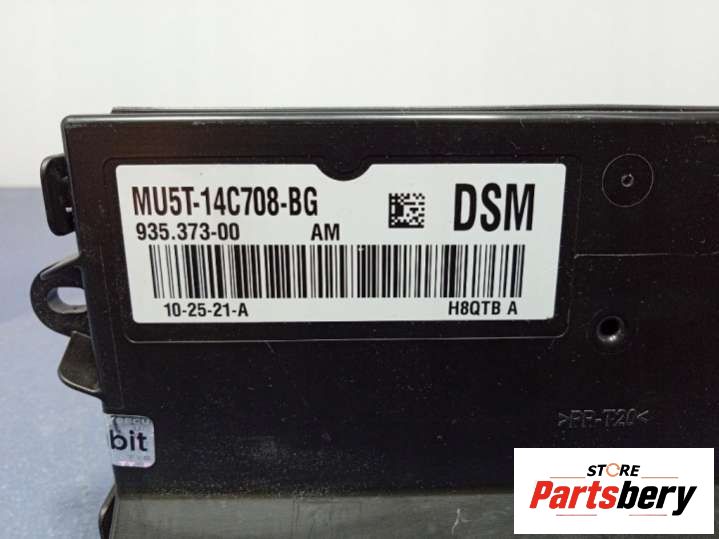 MU5T-14C708-BG
DSM
935.373-00 AM
10-25-21-A H8QTB A
>PP-T20<
bit
STORE
Partsbery